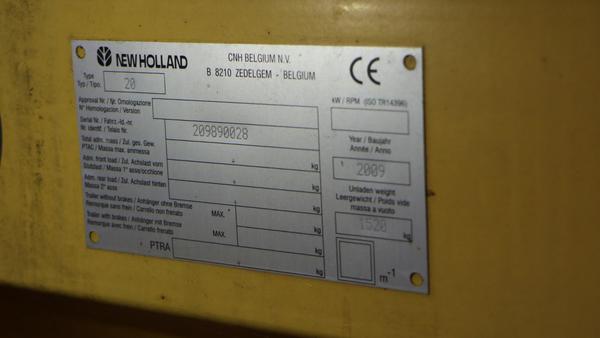 NEW HOLLAND
CNH BELGIUM N.V.
B 8210 ZEDELGEM - BELGIUM
CE
Type
Typ / Tipo.
20
Approval Nr / Nr. Omologazione
N° Homologacion / Version
Serial Nr. / Fahrz.-Id.-nr.
Nr. Identif. / Telaio Nr.
209890028
Total adm. mass / Zul. ges. Gew.
PTAC / Massa max. ammessa
kg
Adm. front load / Zul. Achslast vorn
Stutzlast / Massa 1° asse/occhione
kg
Adm. rear load / Zul. Achslast hinten
Massa 2° asse
kg
Trailer without brakes / Anhänger ohne Bremse
Remorque sans frein / Carrello non frenato
MAX.
kg
Trailer with brakes / Anhänger mit Bremse
Remorque avec frein / Carrello frenato
MAX.
kg
PTRA
kg
kW / RPM (ISO TR14396)
Year / Baujahr
Année / Anno
2009
Unladen weight
Leergewicht / Poids vide
massa a vuoto
1520
kg
m-1